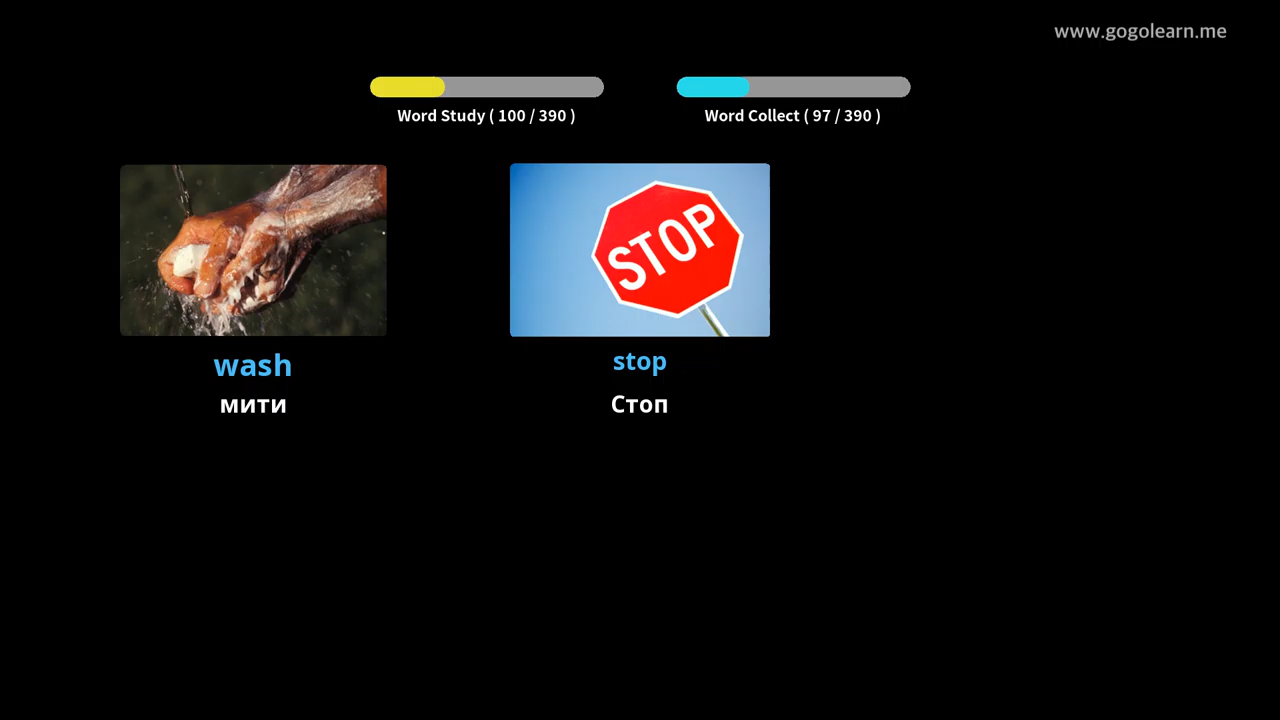 www.gogolearn.me
Word Study ( 100 / 390 )
Word Collect ( 97 / 390 )
STOP
wash
stop
мити
Стоп